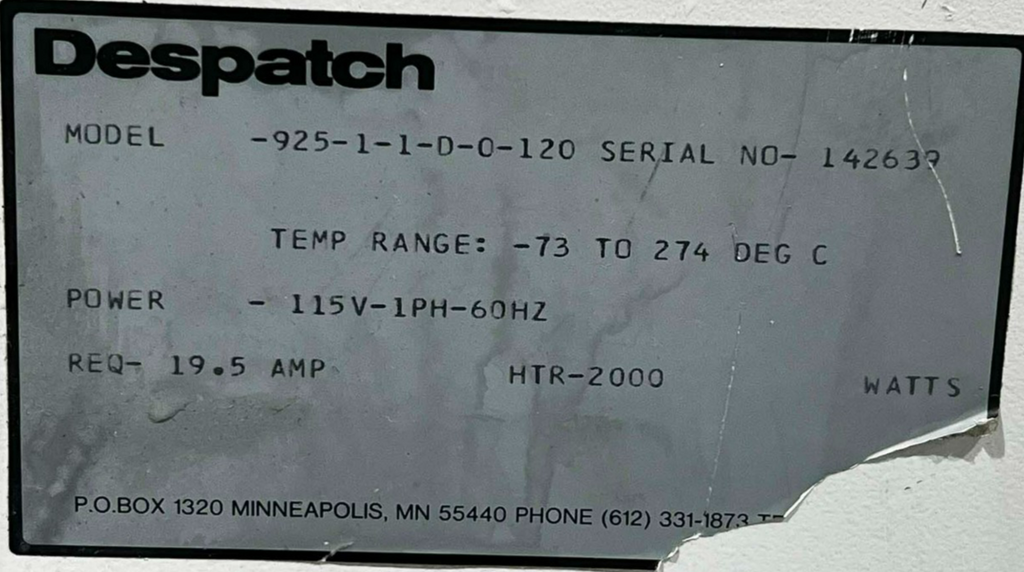 Despatch
MODEL -925-1-1-D-0-120 SERIAL NO- 142639
TEMP RANGE: -73 TO 274 DEG C
POWER - 115V-1PH-60HZ
REQ- 19.5 AMP HTR-2000 WATTS
P.O.BOX 1320 MINNEAPOLIS, MN 55440 PHONE (612) 331-1873